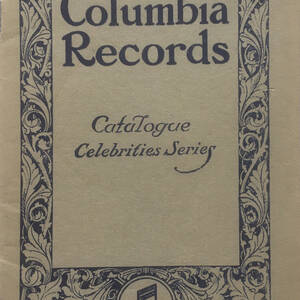 Columbia
Records
Catalogue
Celebrities Series